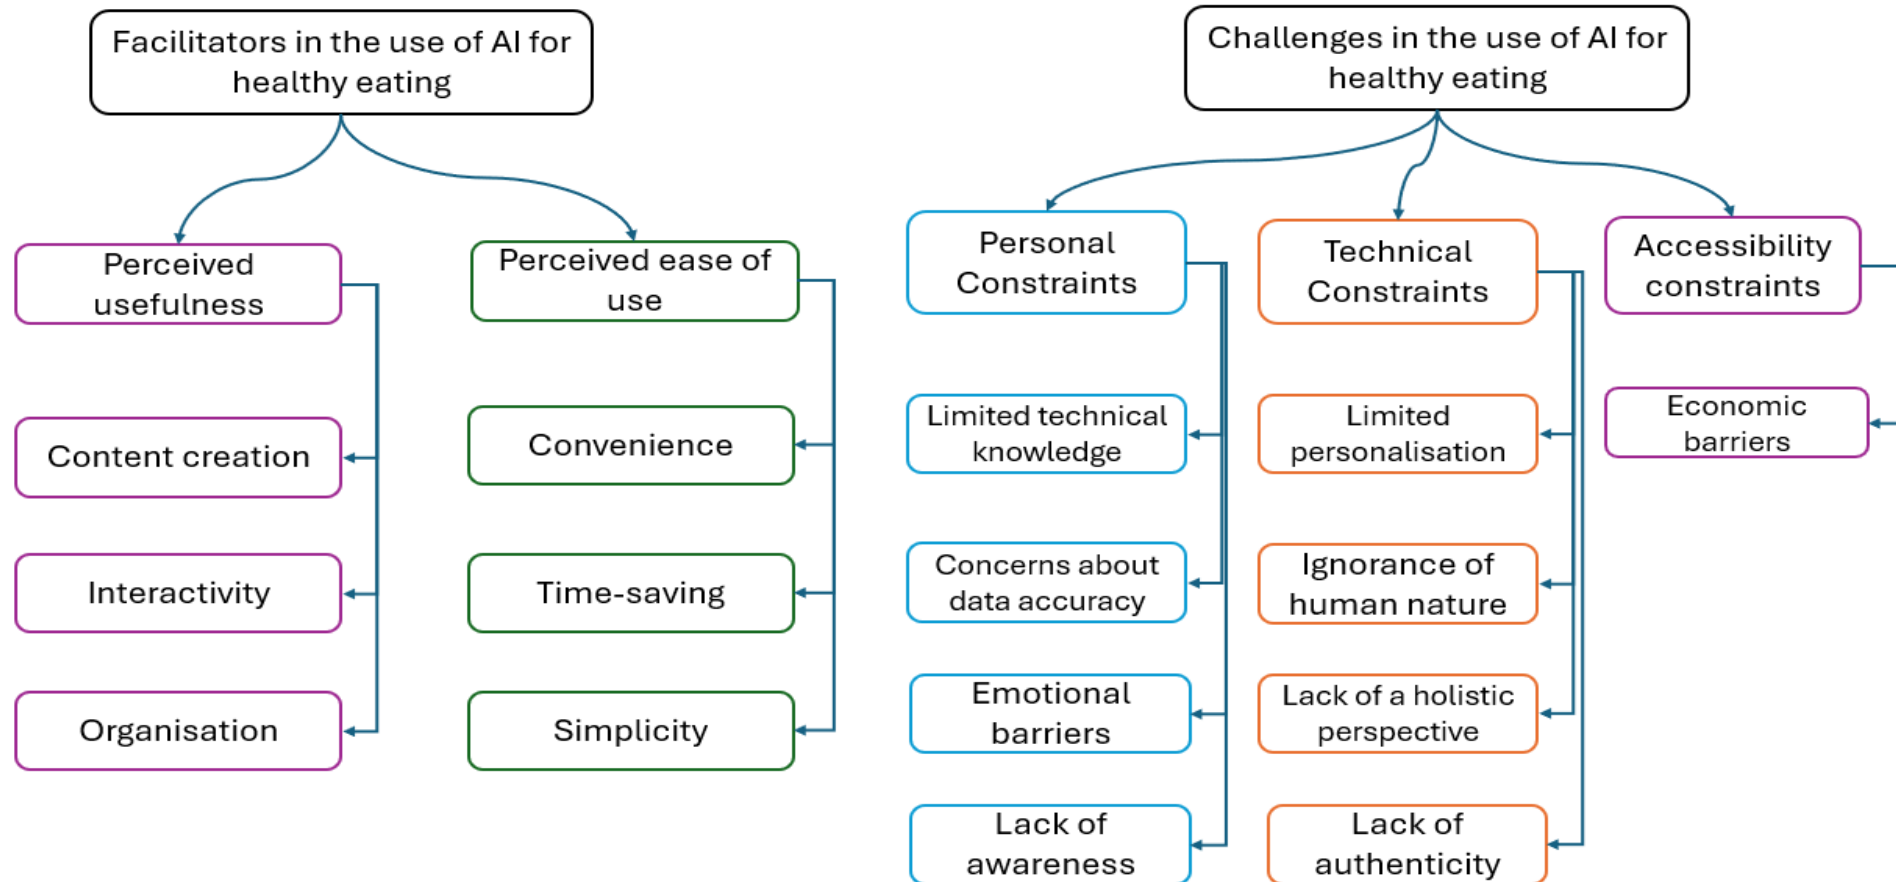 Facilitators in the use of AI for
healthy eating
Perceived
usefulness
Content creation
Interactivity
Organisation
Perceived ease of
use
Convenience
Time-saving
Simplicity
Challenges in the use of AI for
healthy eating
Personal
Constraints
Limited technical
knowledge
Concerns about
data accuracy
Emotional
barriers
Lack of
awareness
Technical
Constraints
Limited
personalisation
Ignorance of
human nature
Lack of a holistic
perspective
Lack of
authenticity
Accessibility
constraints
Economic
barriers